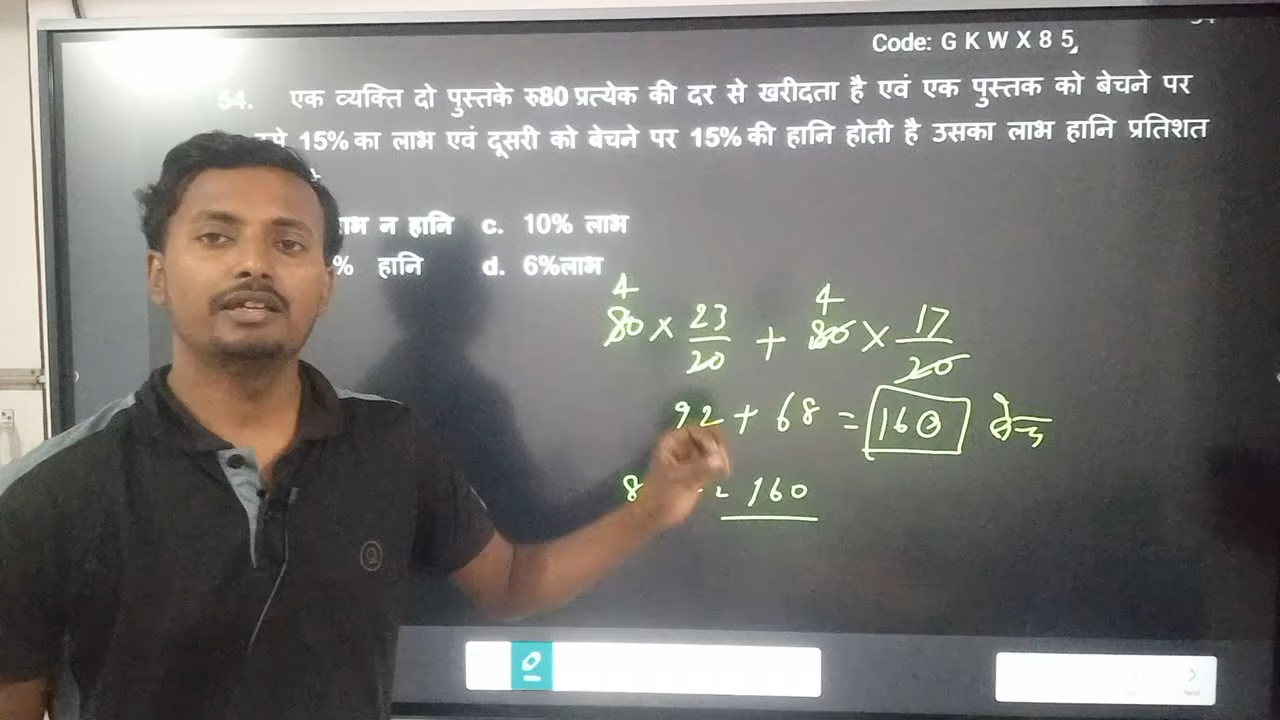 Code: G K W X 8 5
54. एक व्यक्ति दो पुस्तके रु80 प्रत्येक की दर से खरीदता है एवं एक पुस्तक को बेचने पर
15% का लाभ एवं दूसरी को बेचने पर 15% की हानि होती है उसका लाभ हानि प्रतिशत
न हानि c. 10% लाभ
% हानि d. 6%लाभ
4 4
80 × 23/20 + 80 × 17/20
92 + 68 = 160
8 160